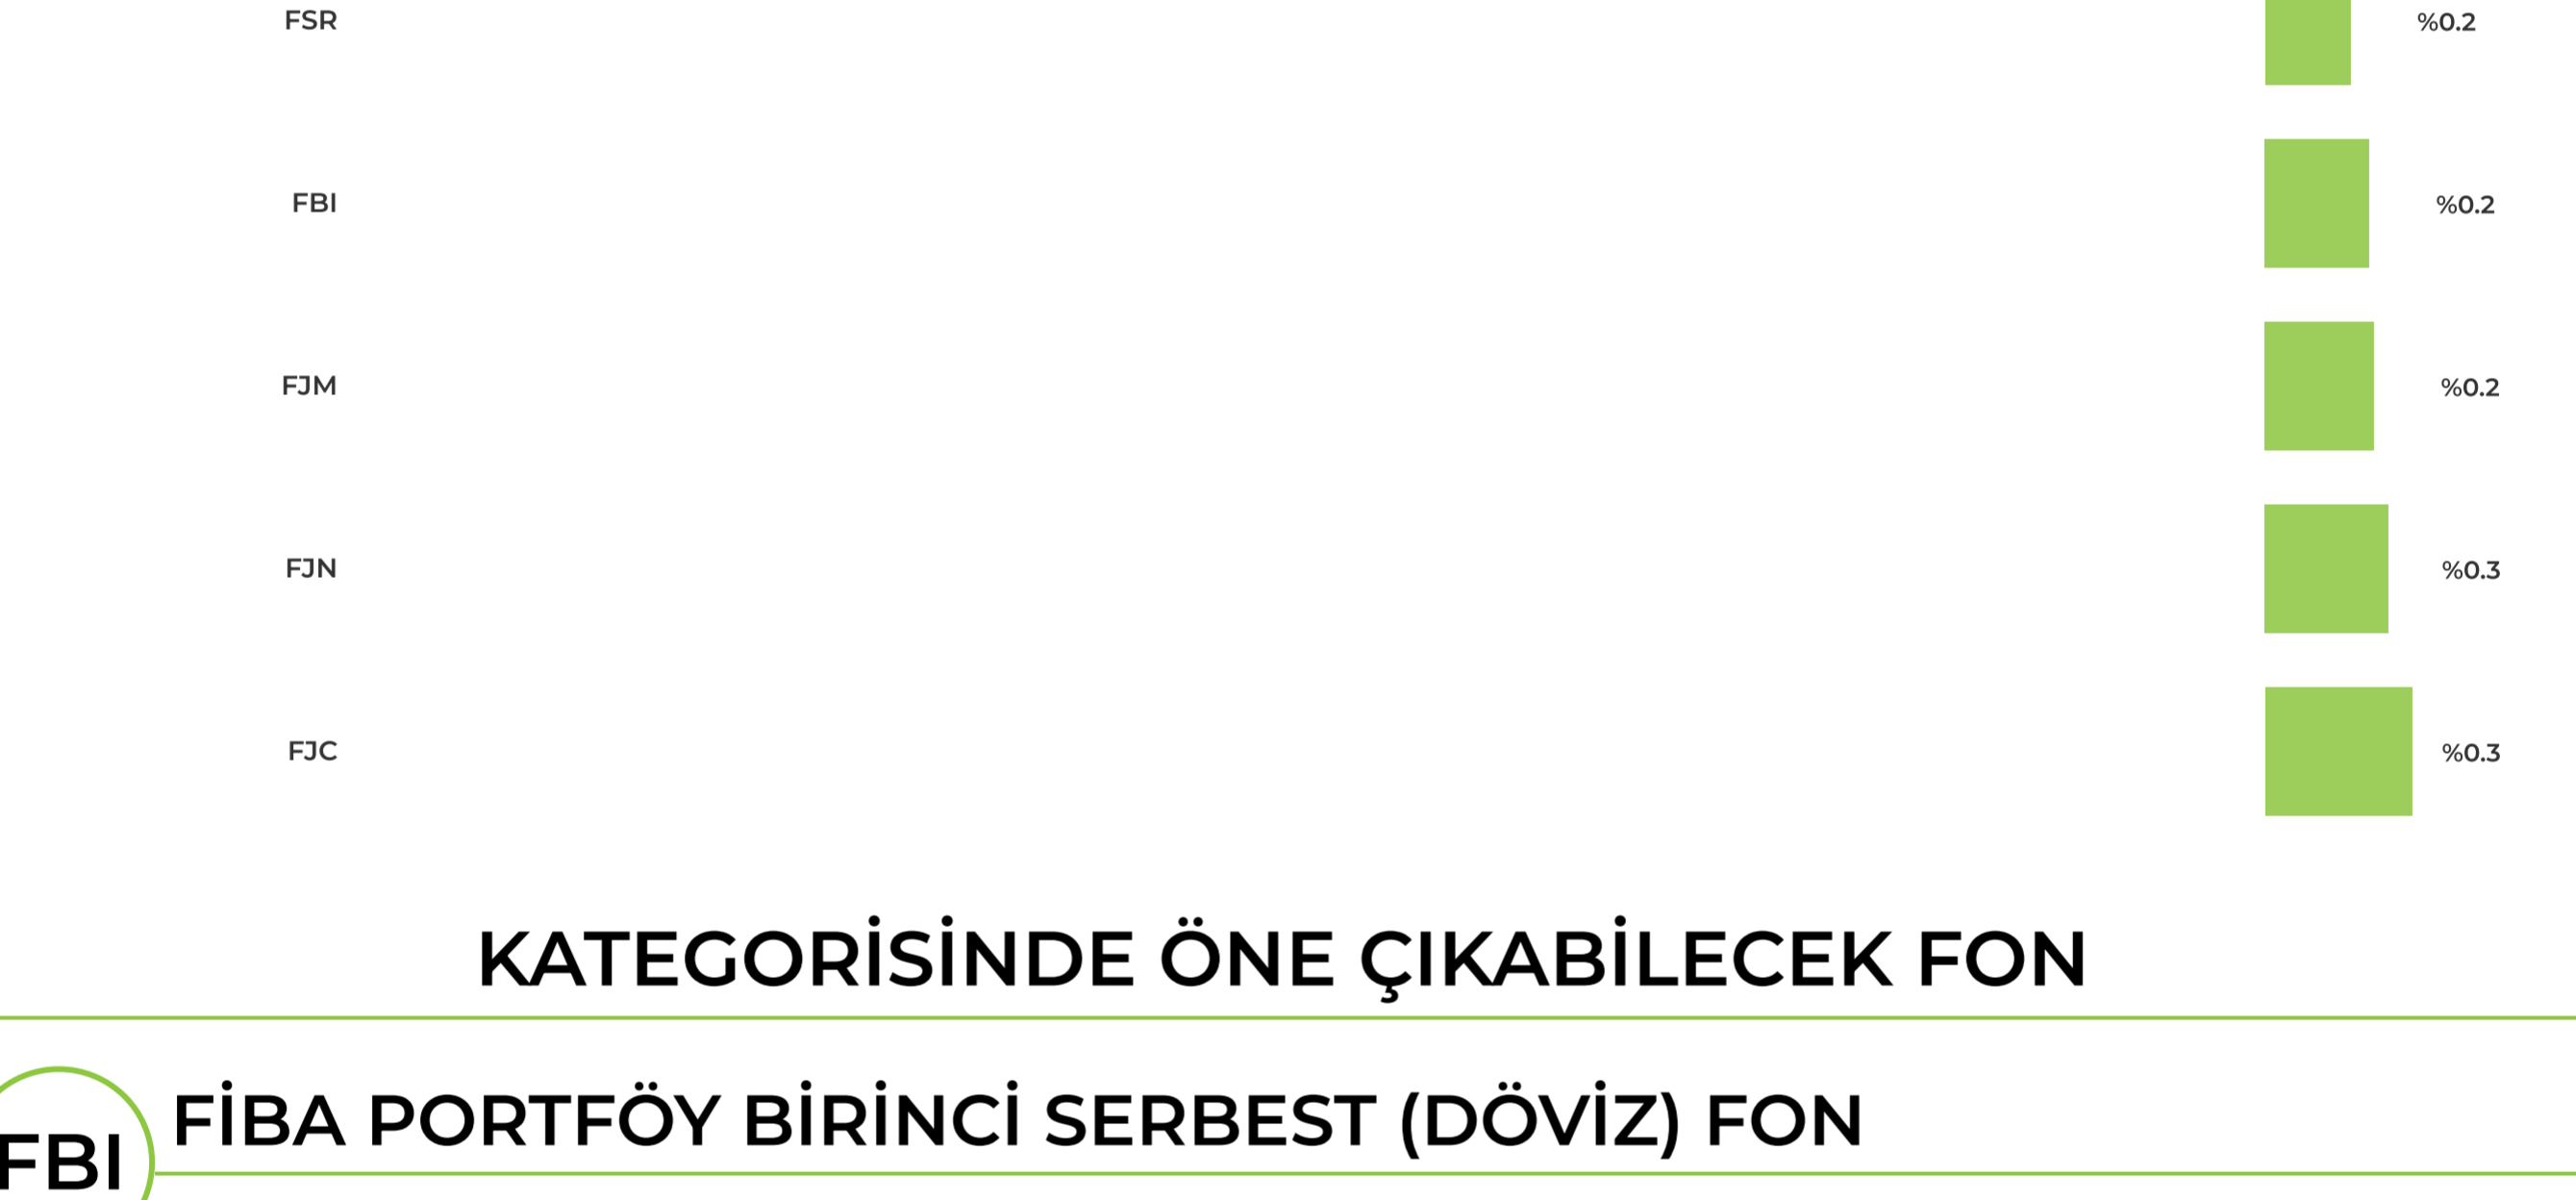 FSR %0.2
FBI %0.2
FJM %0.2
FJN %0.3
FJC %0.3
KATEGORİSİNDE ÖNE ÇIKABİLECEK FON
FİBA PORTFÖY BİRİNCİ SERBEST (DÖVİZ) FON
FBI